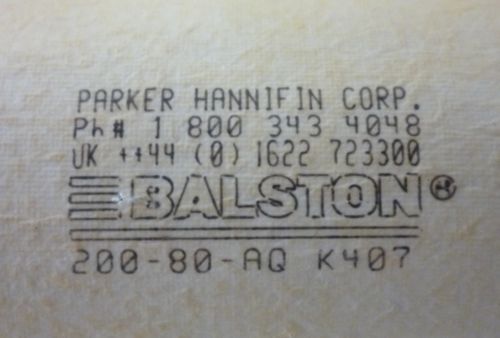 PARKER HANNIFIN CORP.
Ph# 1 800 343 4048
UK ++44 (0) 1622 723300
BALSTON®
200-80-AQ K407